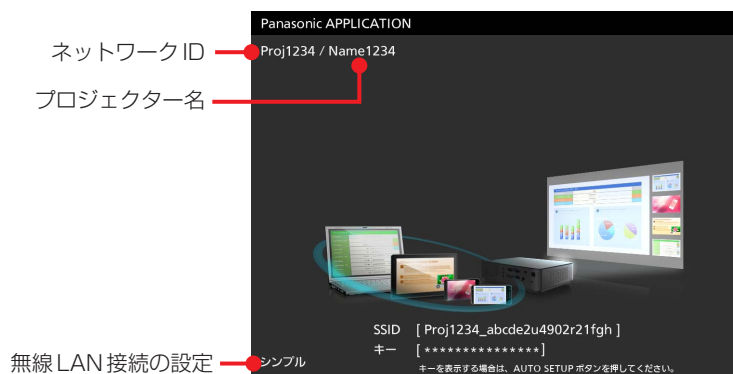 Panasonic APPLICATION
ネットワークID
Proj1234 / Name1234
プロジェクター名
SSID [ Proj1234_abcde2u4902r21fgh ]
キー [***************]
無線LAN接続の設定
シンプル
キーを表示する場合は、AUTO SETUP ボタンを押してください。